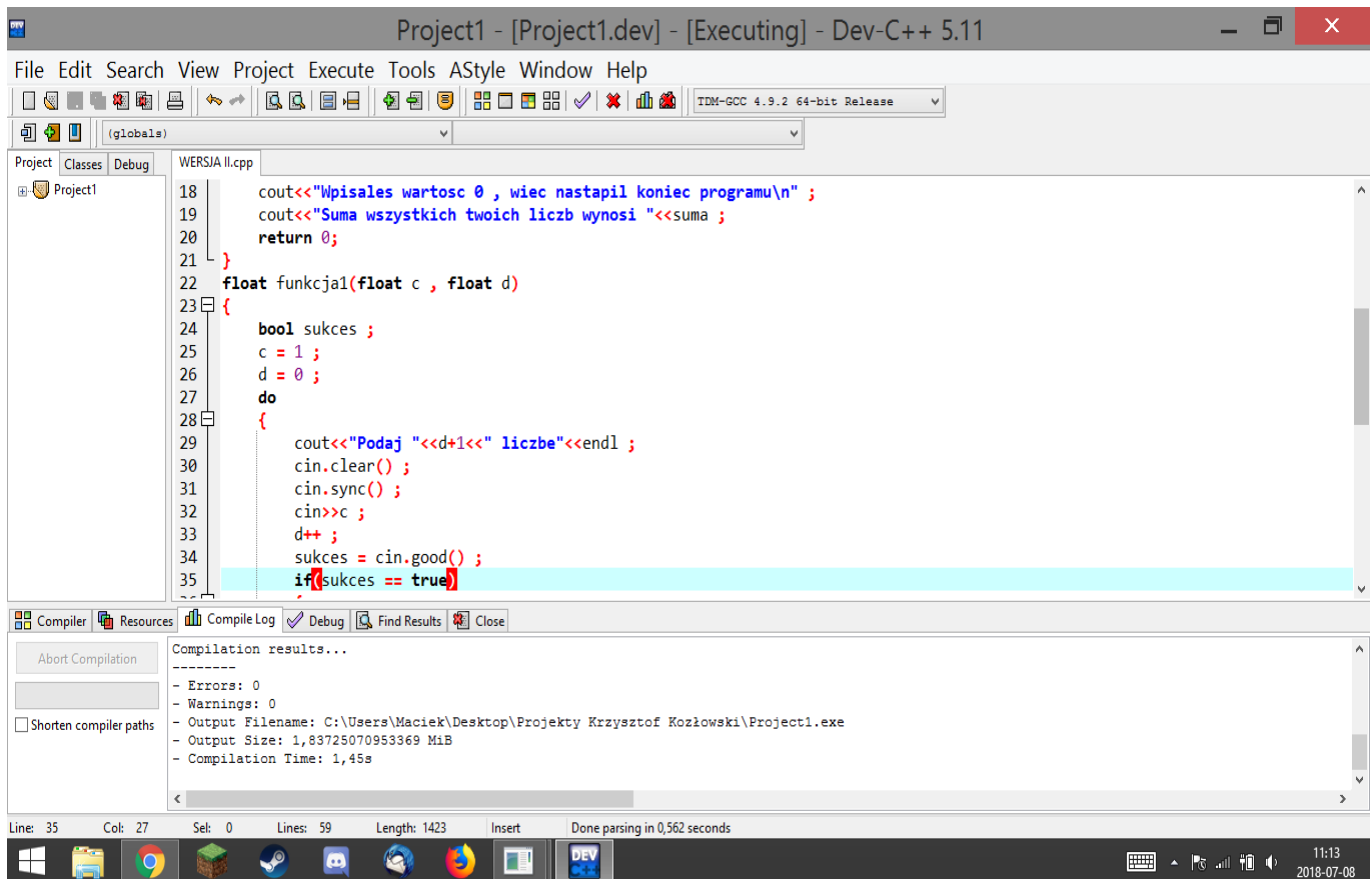 Project1 - [Project1.dev] - [Executing] - Dev-C++ 5.11
File Edit Search View Project Execute Tools AStyle Window Help
TDM-GCC 4.9.2 64-bit Release
(globals)
Project Classes Debug
WERSJA II.cpp
Project1
18 cout<<"Wpisales wartosc 0 , wiec nastapil koniec programu\n" ;
19 cout<<"Suma wszystkich twoich liczb wynosi "<<suma ;
20 return 0;
21 }
22 float funkcja1(float c , float d)
23 {
24 bool sukces ;
25 c = 1 ;
26 d = 0 ;
27 do
28 {
29 cout<<"Podaj "<<d+1<<" liczbe"<<endl ;
30 cin.clear() ;
31 cin.sync() ;
32 cin>>c ;
33 d++ ;
34 sukces = cin.good() ;
35 if(sukces == true)
Compiler Resources Compile Log Debug Find Results Close
Abort Compilation
Shorten compiler paths
Compilation results...
--------
- Errors: 0
- Warnings: 0
- Output Filename: C:\Users\Maciek\Desktop\Projekty Krzysztof Kozłowski\Project1.exe
- Output Size: 1,83725070953369 MiB
- Compilation Time: 1,45s
Line: 35 Col: 27 Sel: 0 Lines: 59 Length: 1423 Insert Done parsing in 0,562 seconds
DEV
11:13
2018-07-08